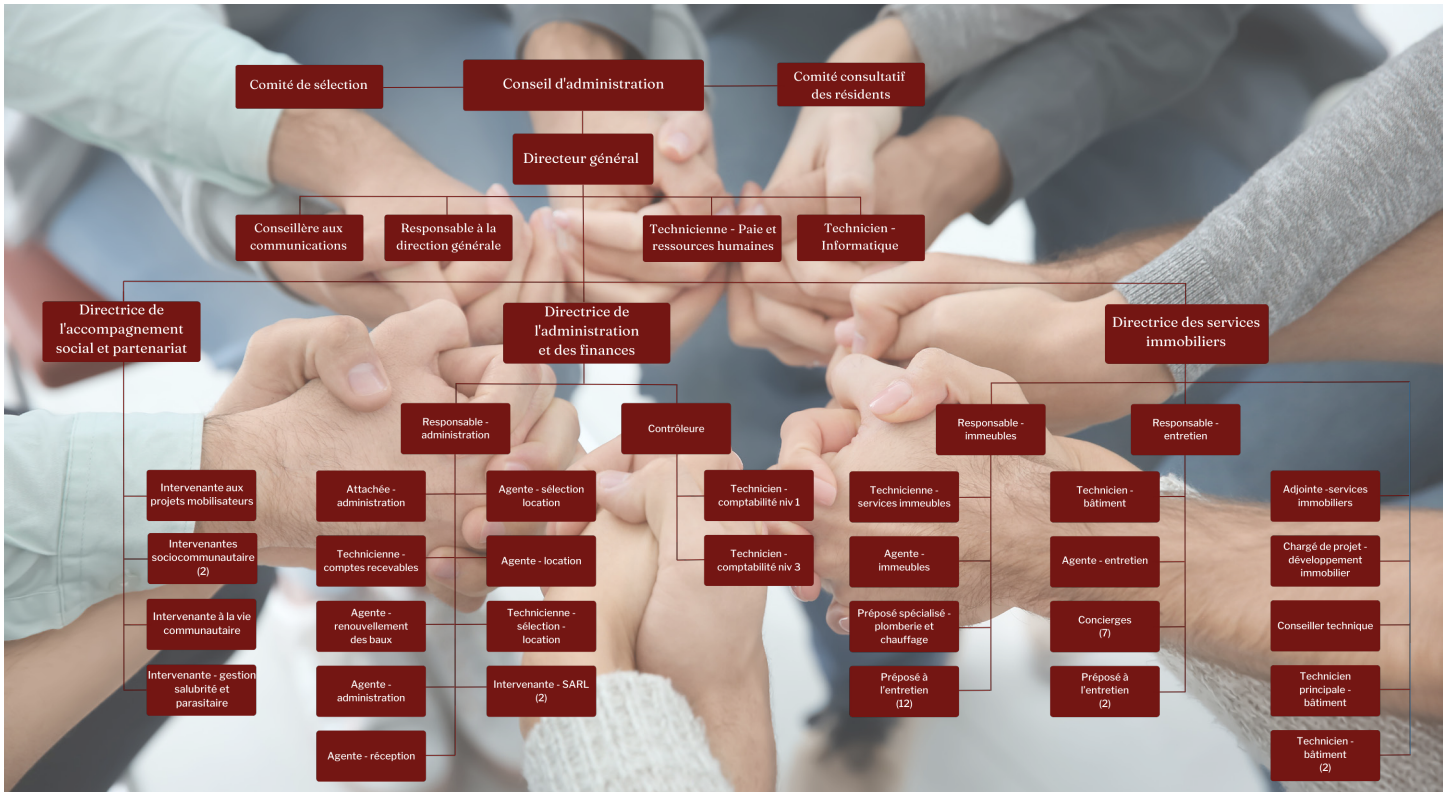 Comité de sélection
Conseil d'administration
Comité consultatif
des résidents
Directeur général
Conseillère aux
communications
Responsable à la
direction générale
Technicienne - Paie et
ressources humaines
Technicien -
Informatique
Directrice de
l'accompagnement
social et partenariat
Directrice de
l'administration
et des finances
Directrice des services
immobiliers
Responsable -
administration
Contrôleure
Responsable -
immeubles
Responsable -
entretien
Intervenante aux
projets mobilisateurs
Intervenantes
sociocommunautaire
(2)
Intervenante à la vie
communautaire
Intervenante - gestion
salubrité et
parasitaire
Attachée -
administration
Technicienne -
comptes recevables
Agente -
renouvellement
des baux
Agente -
administration
Agente - réception
Agente - sélection
location
Agente - location
Technicienne -
sélection -
location
Intervenante - SARL
(2)
Technicien -
comptabilité niv 1
Technicien -
comptabilité niv 3
Technicienne -
services immeubles
Agente -
immeubles
Préposé spécialisé -
plomberie et
chauffage
Préposé à
l'entretien
(12)
Technicien -
bâtiment
Agente - entretien
Concierges
(7)
Préposé à
l'entretien
(2)
Adjointe -services
immobiliers
Chargé de projet -
développement
immobilier
Conseiller technique
Technicien
principale -
bâtiment
Technicien -
bâtiment
(2)